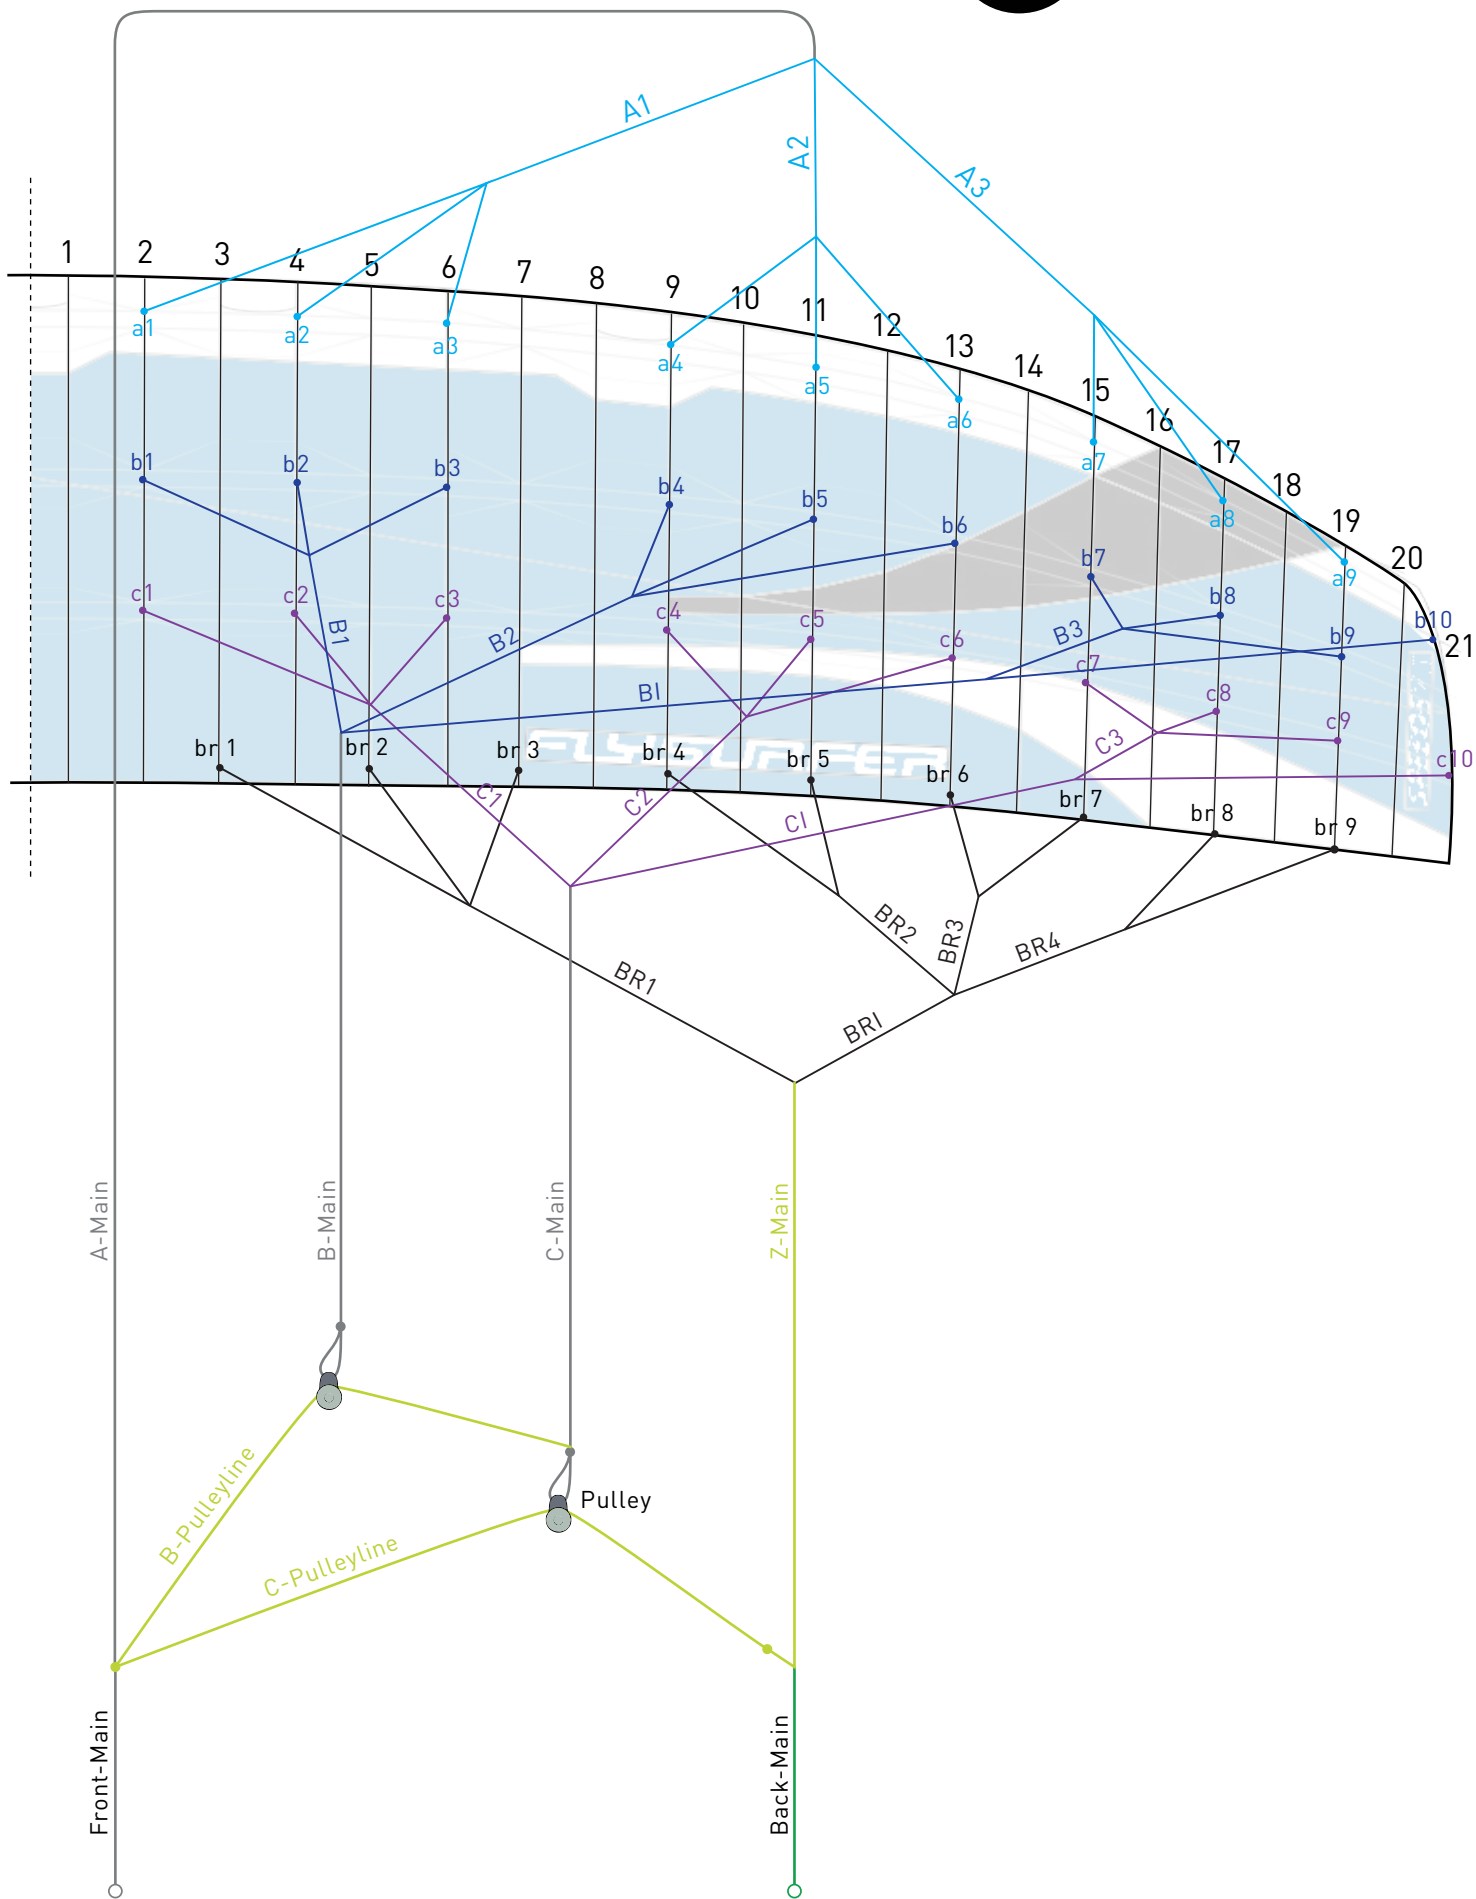 A1
A2
A3
1 2 3 4 5 6 7 8 9 10 11 12 13 14 15 16 17 18 19 20 21
a1 a2 a3 a4 a5 a6 a7 a8 a9
b1 b2 b3 b4 b5 b6 b7 b8 b9 b10
c1 c2 c3 c4 c5 c6 c7 c8 c9 c10
B1
B2
B3
BI
br 1 br 2 br 3 br 4 br 5 br 6 br 7 br 8 br 9
FLYSURFER
C1
C2
C3
CI
BR1
BR2
BR3
BR4
BRI
A-Main
B-Main
C-Main
Z-Main
Pulley
B-Pulleyline
C-Pulleyline
Front-Main
Back-Main